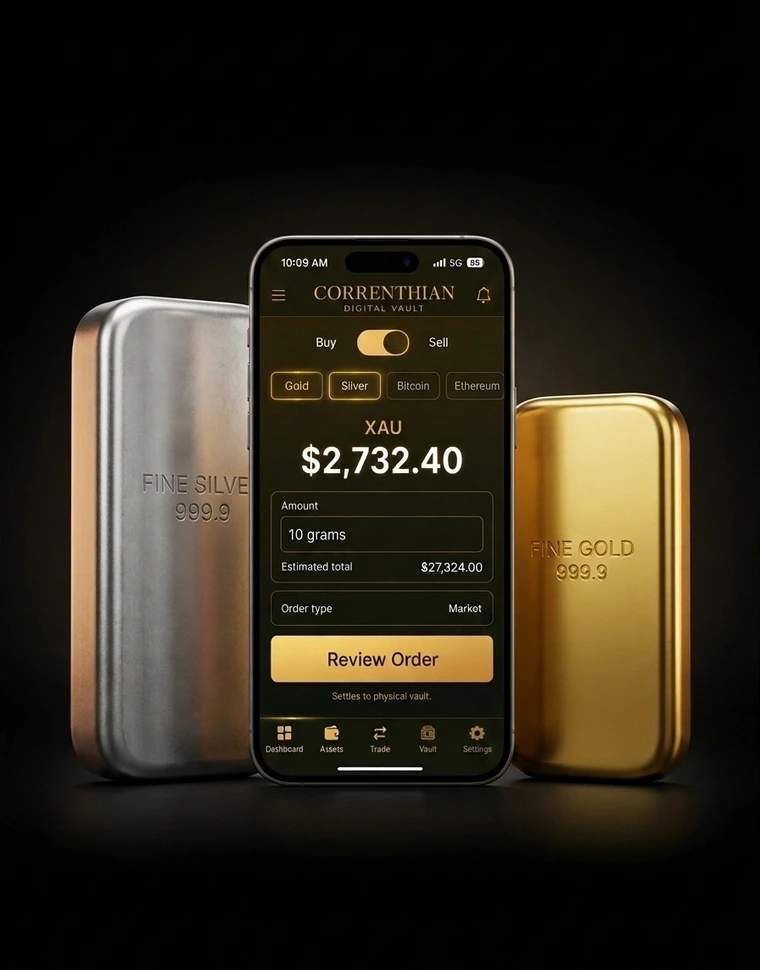 10:09 AM
SG 85
CORRENTHIAN
DIGITAL VAULT
Buy Sell
Gold Silver Bitcoin Ethereum
XAU
$2,732.40
Amount
10 grams
Estimated total $27,324.00
Order type Market
Review Order
Settles to physical vault.
Dashboard Assets Trade Vault Settings
FINE SILVE
999.9
FINE GOLD
999.9